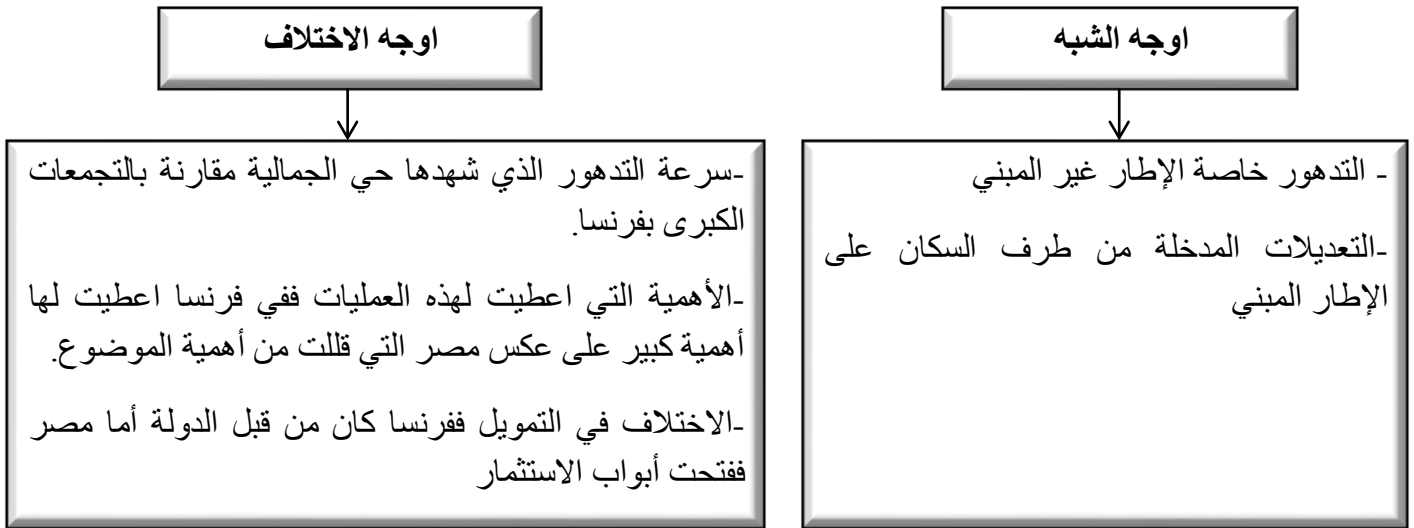 اوجه الشبه
- التدهور خاصة الإطار غير المبني
-التعديلات المدخلة من طرف السكان على
الإطار المبني
اوجه الاختلاف
-سرعة التدهور الذي شهدها حي الجمالية مقارنة بالتجمعات
الكبرى بفرنسا.
-الأهمية التي اعطيت لهذه العمليات ففي فرنسا اعطيت لها
أهمية كبير على عكس مصر التي قللت من أهمية الموضوع.
-الاختلاف في التمويل ففرنسا كان من قبل الدولة أما مصر
ففتحت أبواب الاستثمار